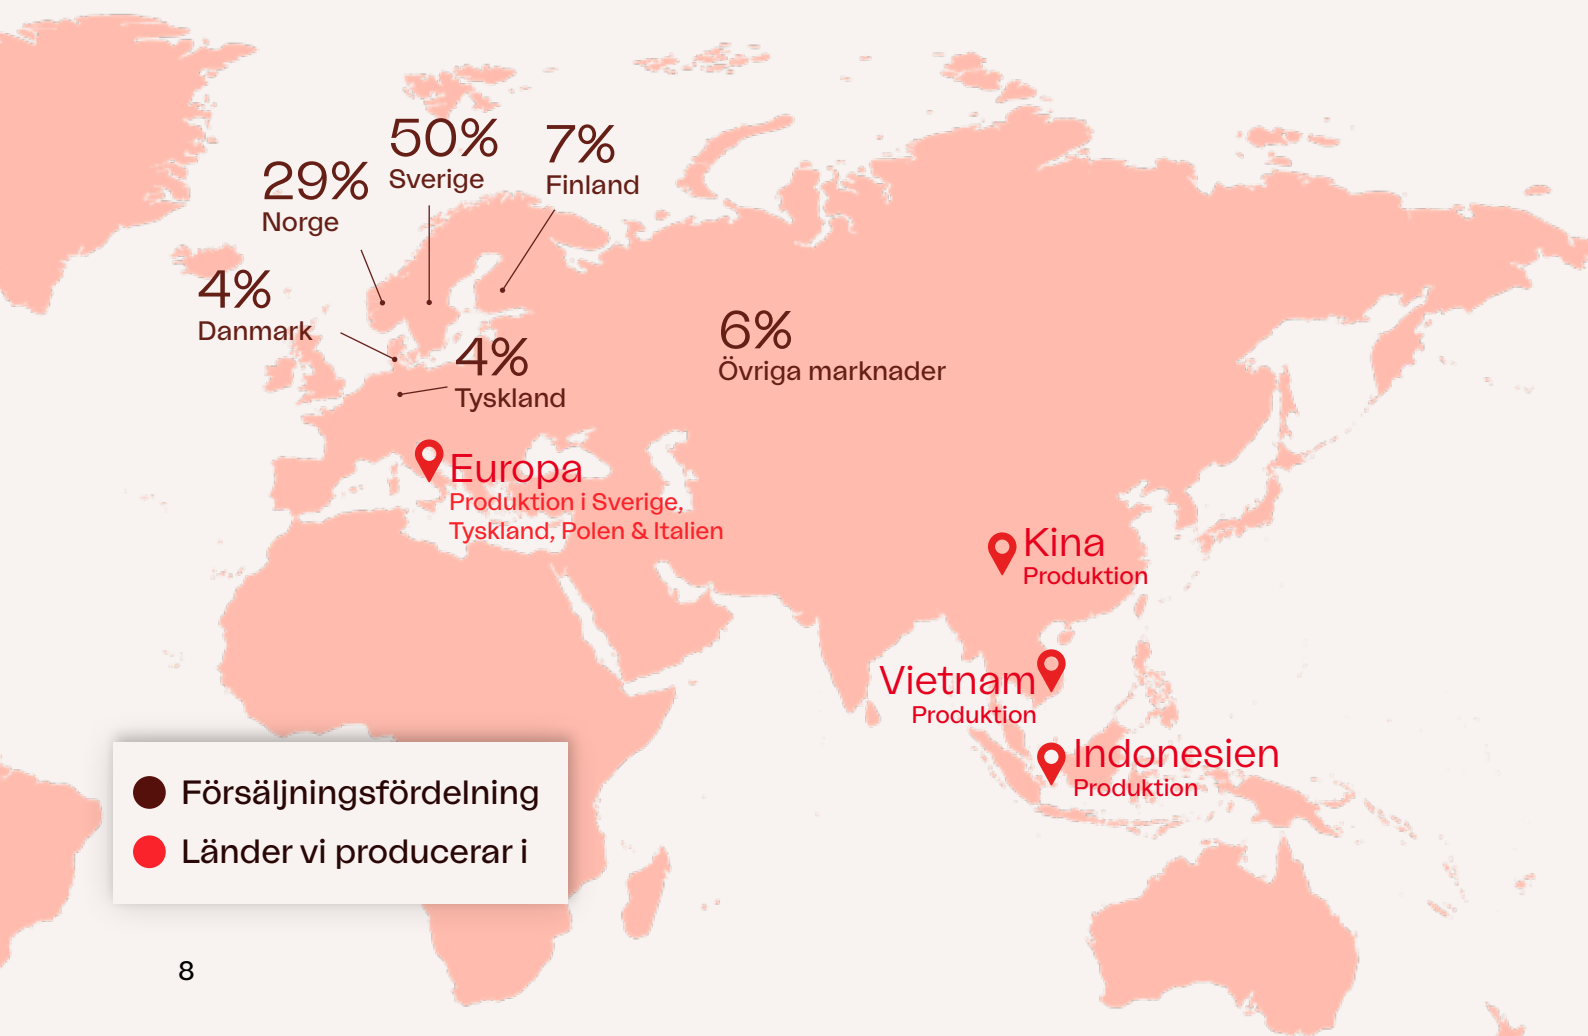 50%
Sverige
7%
Finland
29%
Norge
4%
Danmark
4%
Tyskland
6%
Övriga marknader
Europa
Produktion i Sverige,
Tyskland, Polen & Italien
Kina
Produktion
Vietnam
Produktion
Indonesien
Produktion
Försäljningsfördelning
Länder vi producerar i
8